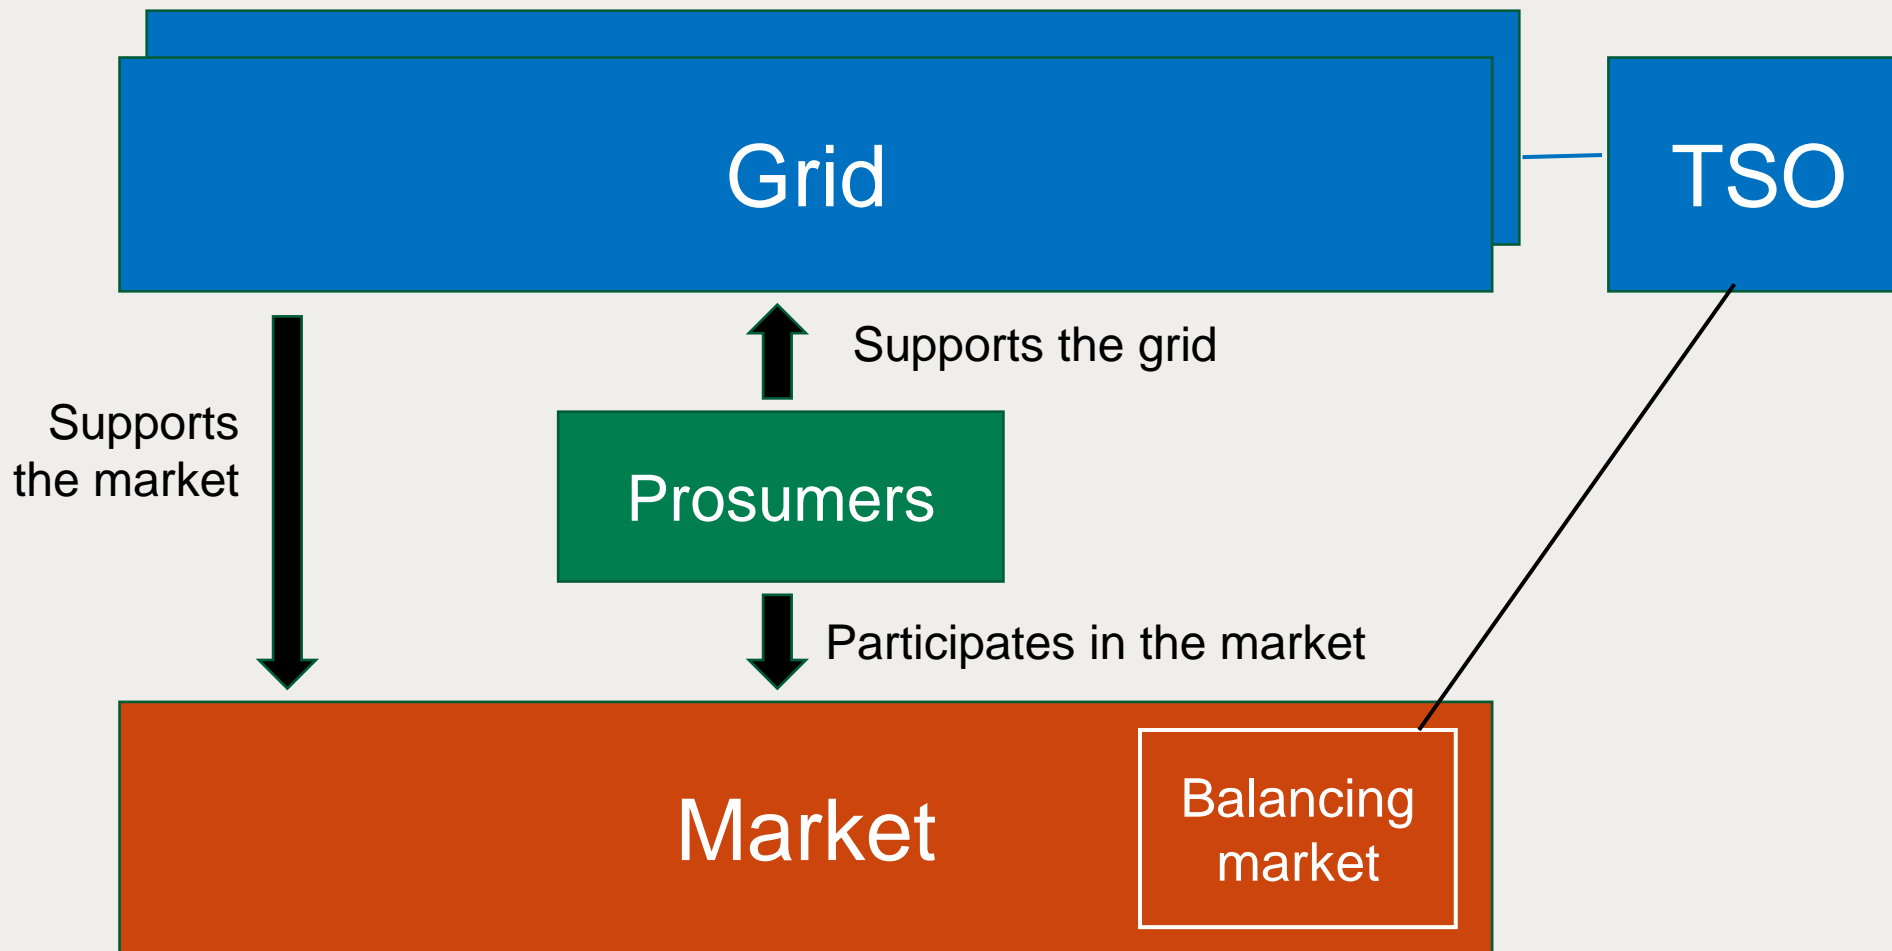 Grid
TSO
Supports the grid
Supports
the market
Prosumers
Participates in the market
Market
Balancing
market